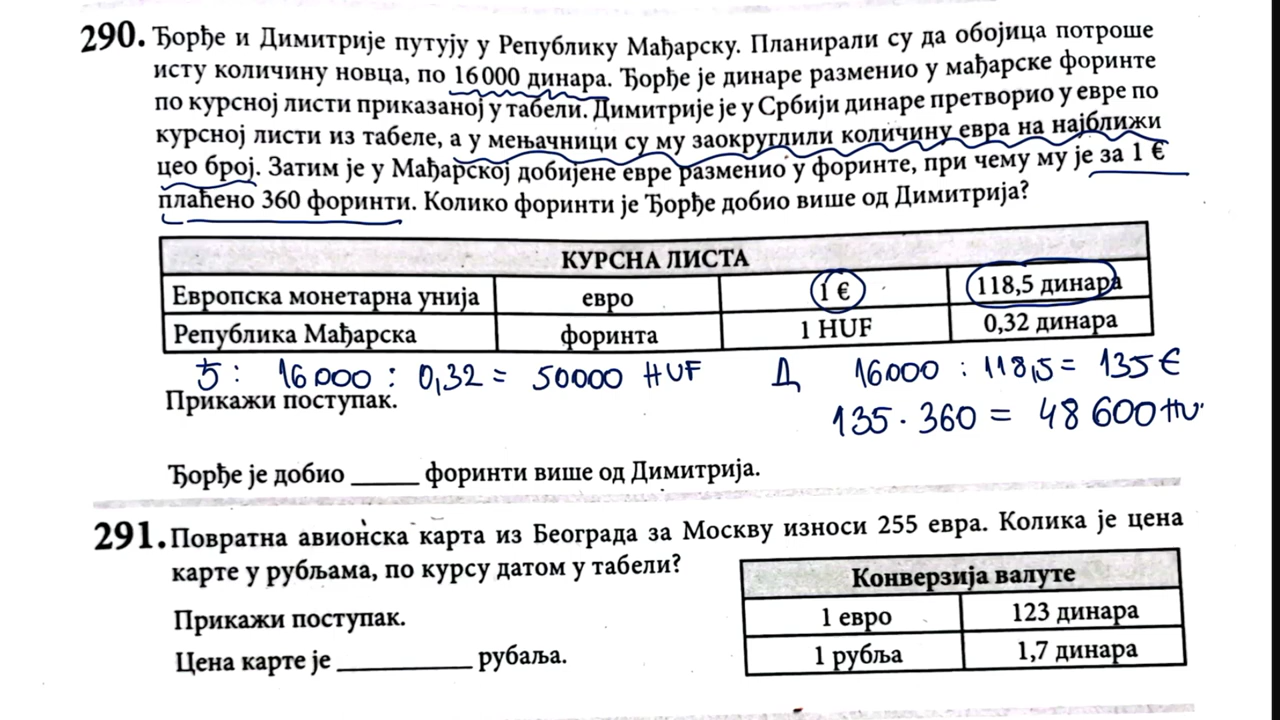 290. Ђорђе и Димитрије путују у Републику Мађарску. Планирали су да обојица потроше
исту количину новца, по 16 000 динара. Ђорђе је динаре разменио у мађарске форинте
по курсној листи приказаној у табели. Димитрије је у Србији динаре претворио у евре по
курсној листи из табеле, а у мењачници су му заокруглили количину евра на најближи
цео број. Затим је у Мађарској добијене евре разменио у форинте, при чему му је за 1 €
плаћено 360 форинти. Колико форинти је Ђорђе добио више од Димитрија?
КУРСНА ЛИСТА
Европска монетарна унија евро 1 € 118,5 динара
Република Мађарска форинта 1 HUF 0,32 динара
Ђ: 16000 : 0,32 = 50000 HUF Д 16000 : 118,5 = 135 €
Прикажи поступак.
135 · 360 = 48 600 HU
Ђорђе је добио _____ форинти више од Димитрија.
291. Повратна авионска карта из Београда за Москву износи 255 евра. Колика је цена
карте у рубљама, по курсу датом у табели?
Конверзија валуте
1 евро 123 динара
1 рубља 1,7 динара
Прикажи поступак.
Цена карте је __________ рубаља.